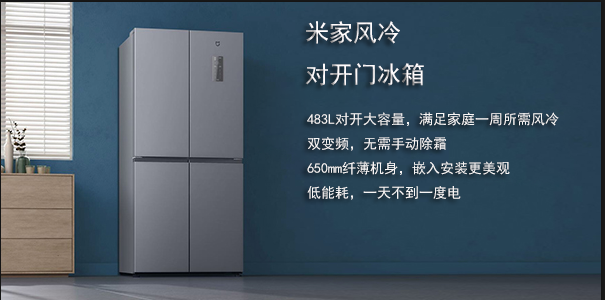 米家风冷
对开门冰箱
483L对开大容量，满足家庭一周所需风冷
双变频，无需手动除霜
650mm纤薄机身，嵌入安装更美观
低能耗，一天不到一度电